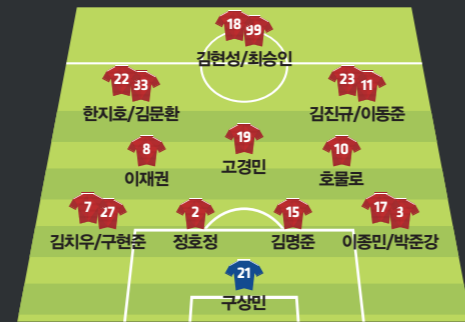 18 99
김현성/최승인
22 33 23 11
한지호/김문환 김진규/이동준
8 19 10
이재권 고경민 호물로
7 27 2 15 17 3
김치우/구현준 정호정 김명준 이종민/박준강
21
구상민